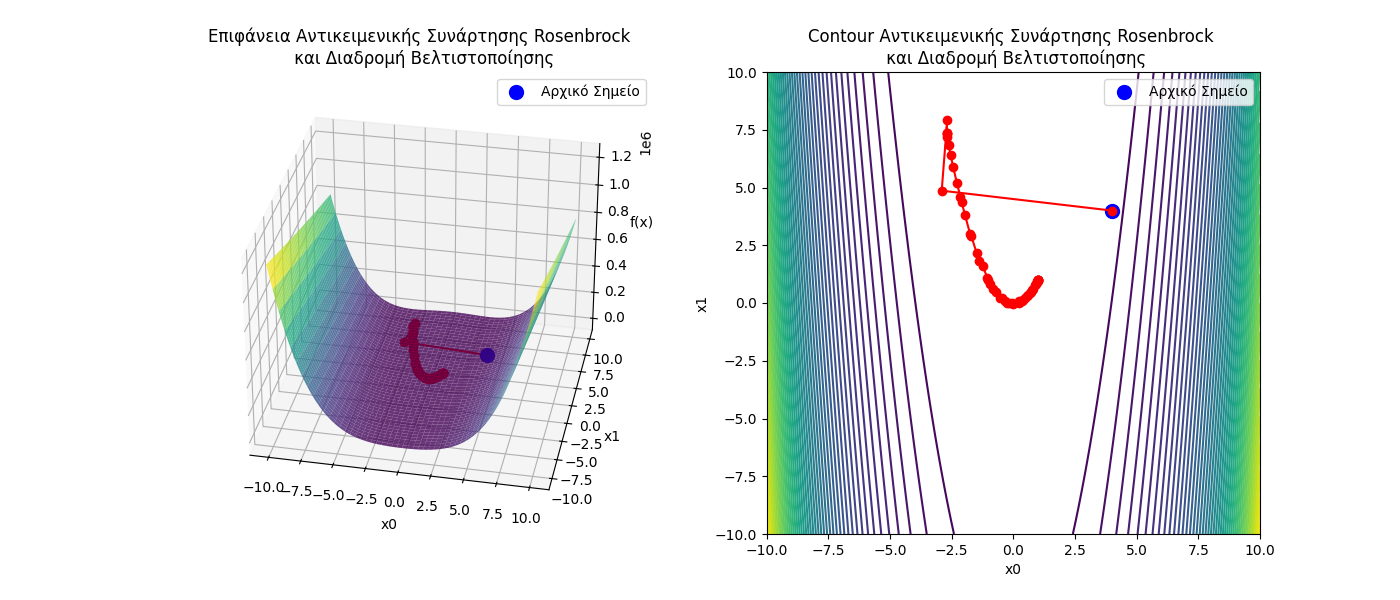 Επιφάνεια Αντικειμενικής Συνάρτησης Rosenbrock
και Διαδρομή Βελτιστοποίησης
Αρχικό Σημείο
1e6
1.2
1.0
0.8
f(x)
0.6
0.4
0.2
0.0
10.0
7.5
5.0
2.5
0.0
x1
−2.5
−5.0
−7.5
−10.0
−10.0 −7.5 −5.0 −2.5 0.0 2.5 5.0 7.5 10.0
x0
Contour Αντικειμενικής Συνάρτησης Rosenbrock
και Διαδρομή Βελτιστοποίησης
Αρχικό Σημείο
10.0
7.5
5.0
2.5
x1
0.0
−2.5
−5.0
−7.5
−10.0
−10.0 −7.5 −5.0 −2.5 0.0 2.5 5.0 7.5 10.0
x0